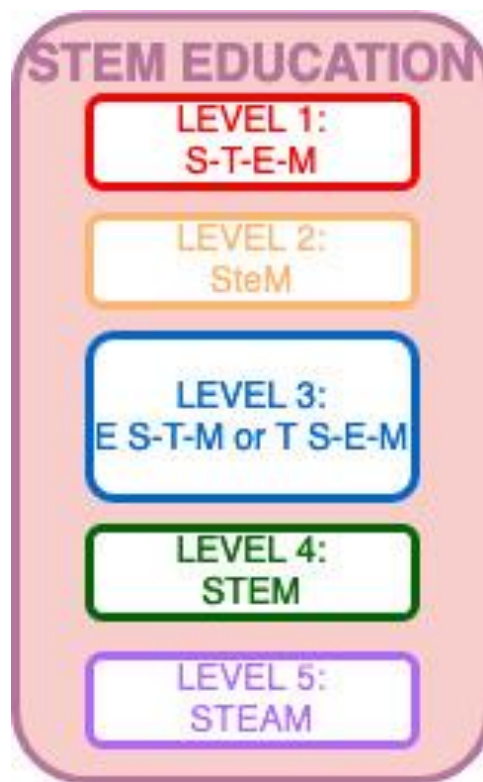 STEM EDUCATION
LEVEL 1:
S-T-E-M
LEVEL 2:
SteM
LEVEL 3:
E S-T-M or T S-E-M
LEVEL 4:
STEM
LEVEL 5:
STEAM